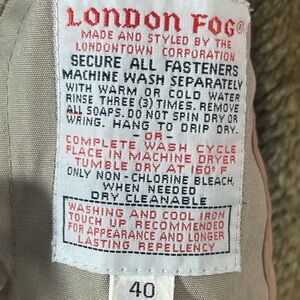 LONDON FOG®
MADE AND STYLED BY THE
LONDONTOWN CORPORATION
SECURE ALL FASTENERS
MACHINE WASH SEPARATELY
WITH WARM OR COLD WATER
RINSE THREE (3) TIMES. REMOVE
ALL SOAPS. DO NOT SPIN DRY OR
WRING. HANG TO DRIP DRY.
- OR -
COMPLETE WASH CYCLE
PLACE IN MACHINE DRYER
TUMBLE DRY AT 160° F
ONLY NON-CHLORINE BLEACH,
WHEN NEEDED
DRY CLEANABLE
WASHING AND COOL IRON
TOUCH UP RECOMMENDED
FOR APPEARANCE AND LONGER
LASTING REPELLENCY
40